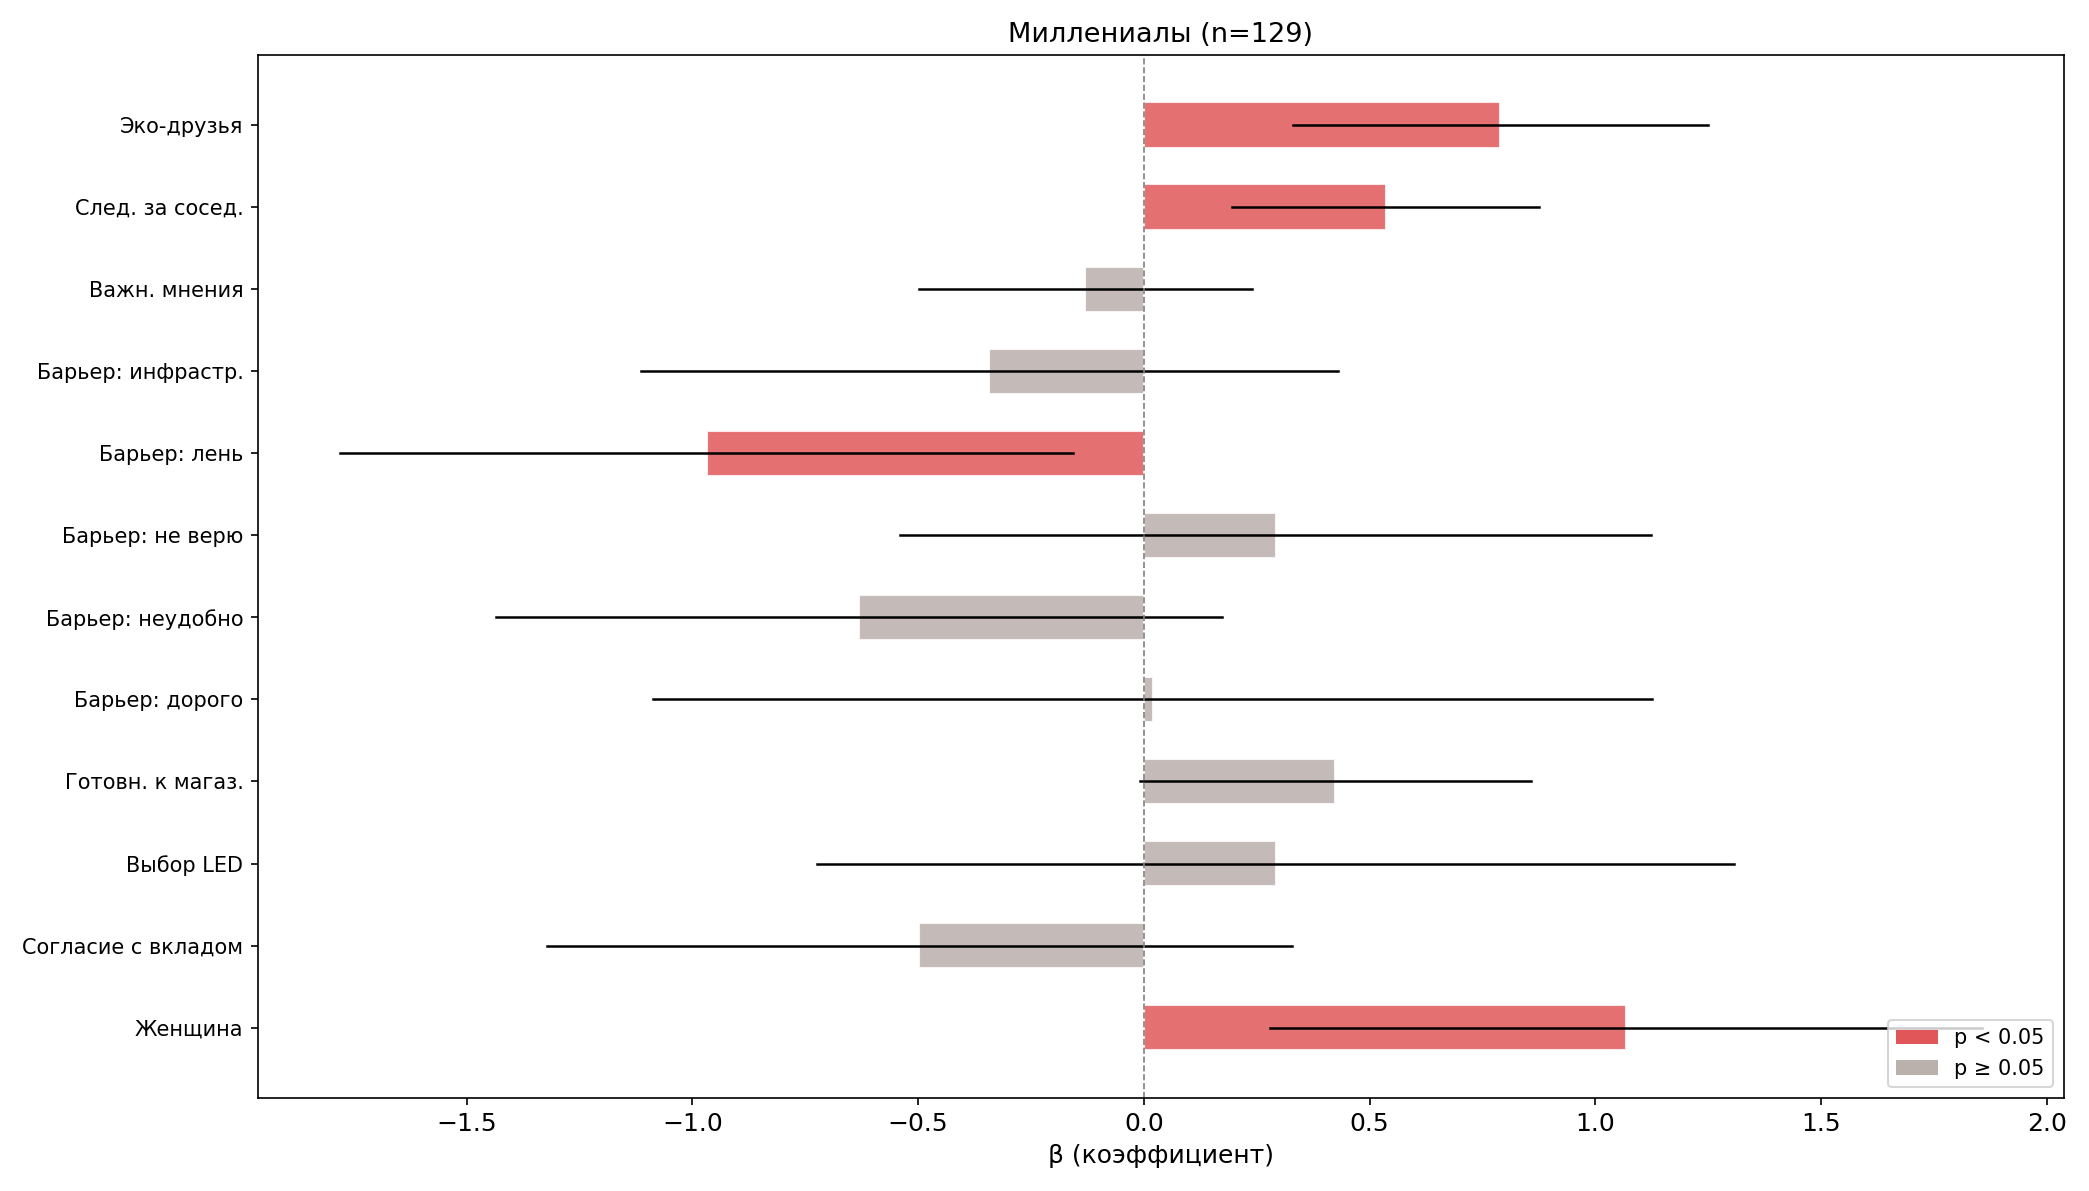 Миллениалы (n=129)
Эко-друзья
След. за сосед.
Важн. мнения
Барьер: инфрастр.
Барьер: лень
Барьер: не верю
Барьер: неудобно
Барьер: дорого
Готовн. к магаз.
Выбор LED
Согласие с вкладом
Женщина
p < 0.05
p ≥ 0.05
−1.5 −1.0 −0.5 0.0 0.5 1.0 1.5 2.0
β (коэффициент)